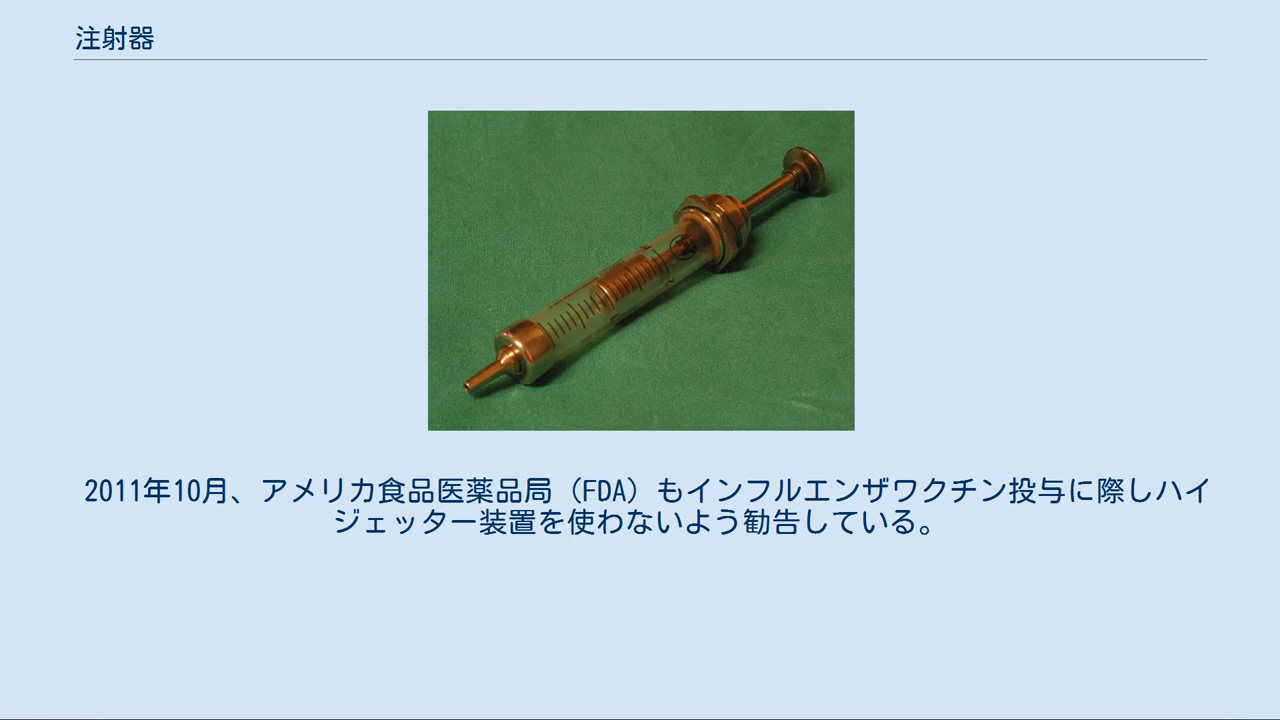 注射器
2011年10月、アメリカ食品医薬品局（FDA）もインフルエンザワクチン投与に際しハイ
ジェッター装置を使わないよう勧告している。